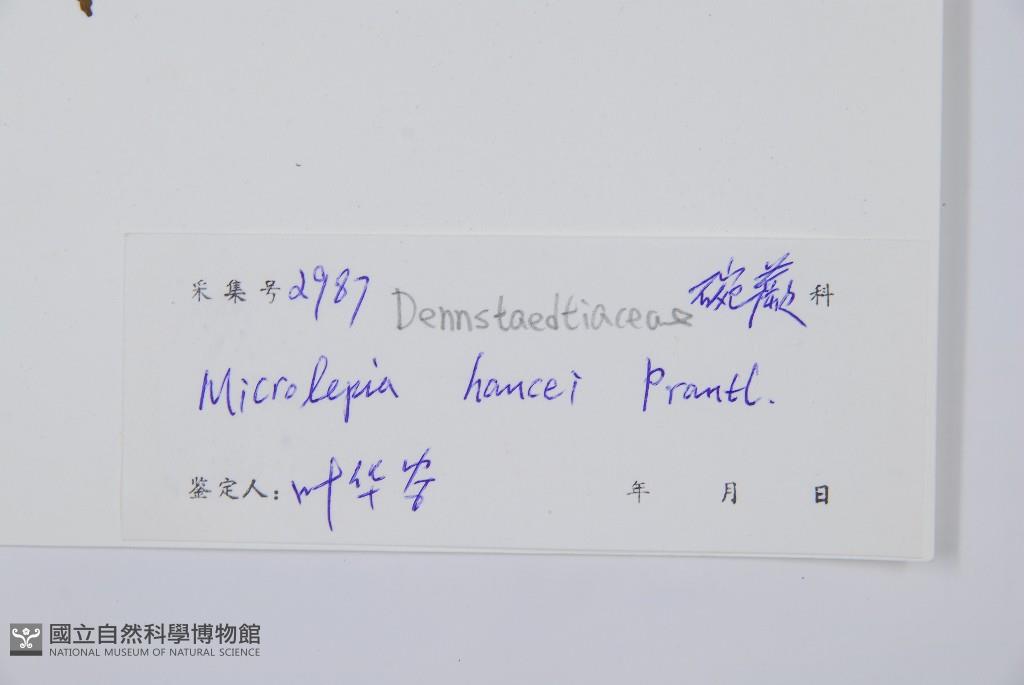 采集号 2987 Dennstaedtiaceae 碗蕨科
Microlepia hancei Prantl.
鉴定人: 叶华谷 年 月 日
國立自然科學博物館
NATIONAL MUSEUM OF NATURAL SCIENCE